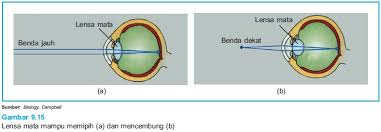 Lensa mata
Benda jauh
(a)
Lensa mata
Benda dekat
(b)
Sumber: Biology, Campbell
Gambar 9.16
Lensa mata mampu memipih (a) dan mencembung (b)